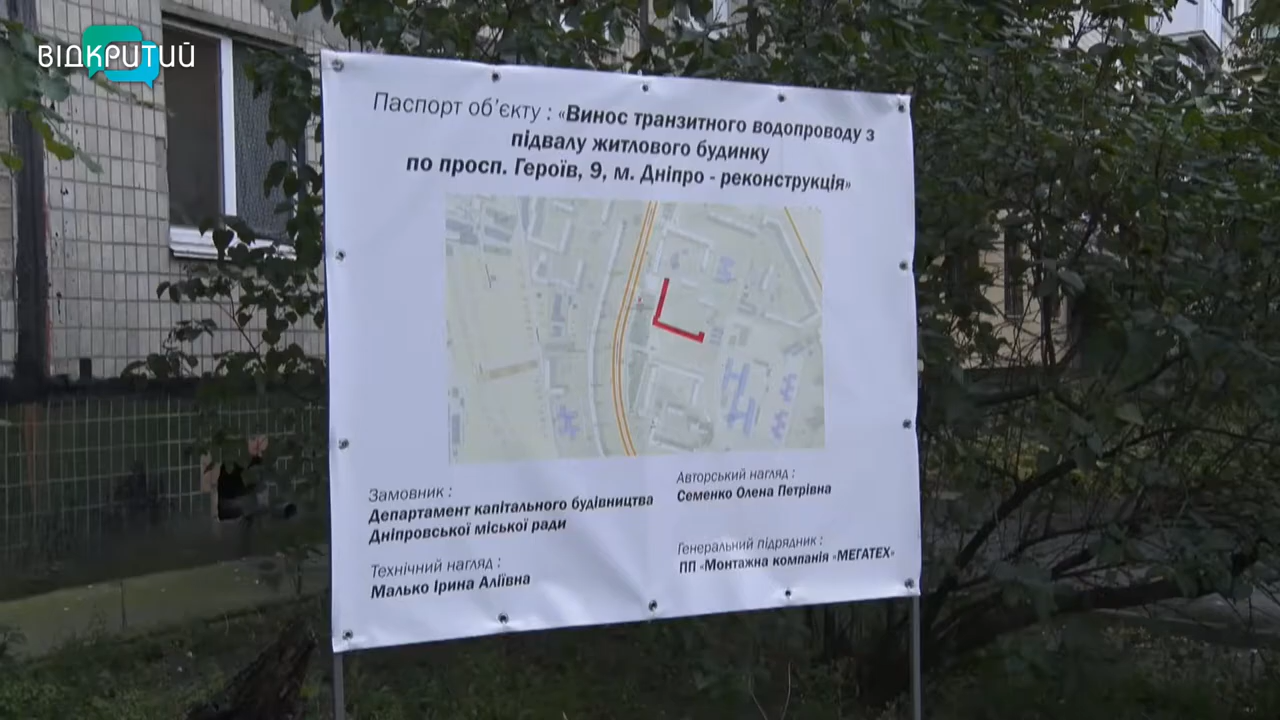 ВІДКРИТИЙ
Паспорт об'єкту : «Винос транзитного водопроводу з
підвалу житлового будинку
по просп. Героїв, 9, м. Дніпро - реконструкція»
Замовник :
Департамент капітального будівництва
Дніпровської міської ради
Технічний нагляд :
Малько Ірина Аліївна
Авторський нагляд :
Семенко Олена Петрівна
Генеральний підрядник :
ПП «Монтажна компанія «МЕГАТЕХ»